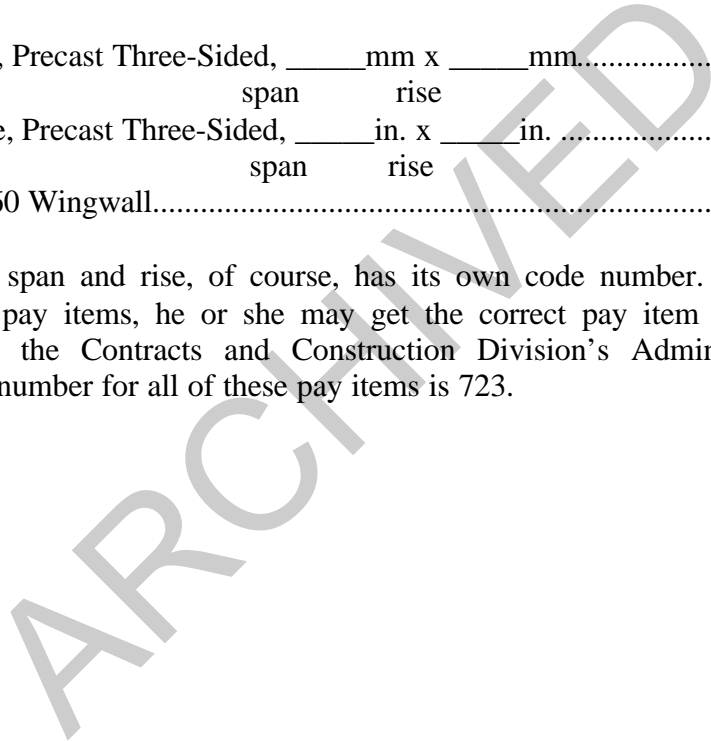 , Precast Three-Sided, _____mm x _____mm.................
span rise
e, Precast Three-Sided, _____in. x _____in. ...................
span rise
60 Wingwall.......................................................................
span and rise, of course, has its own code number.
pay items, he or she may get the correct pay item
the Contracts and Construction Division's Admin
number for all of these pay items is 723.
ARCHIVED